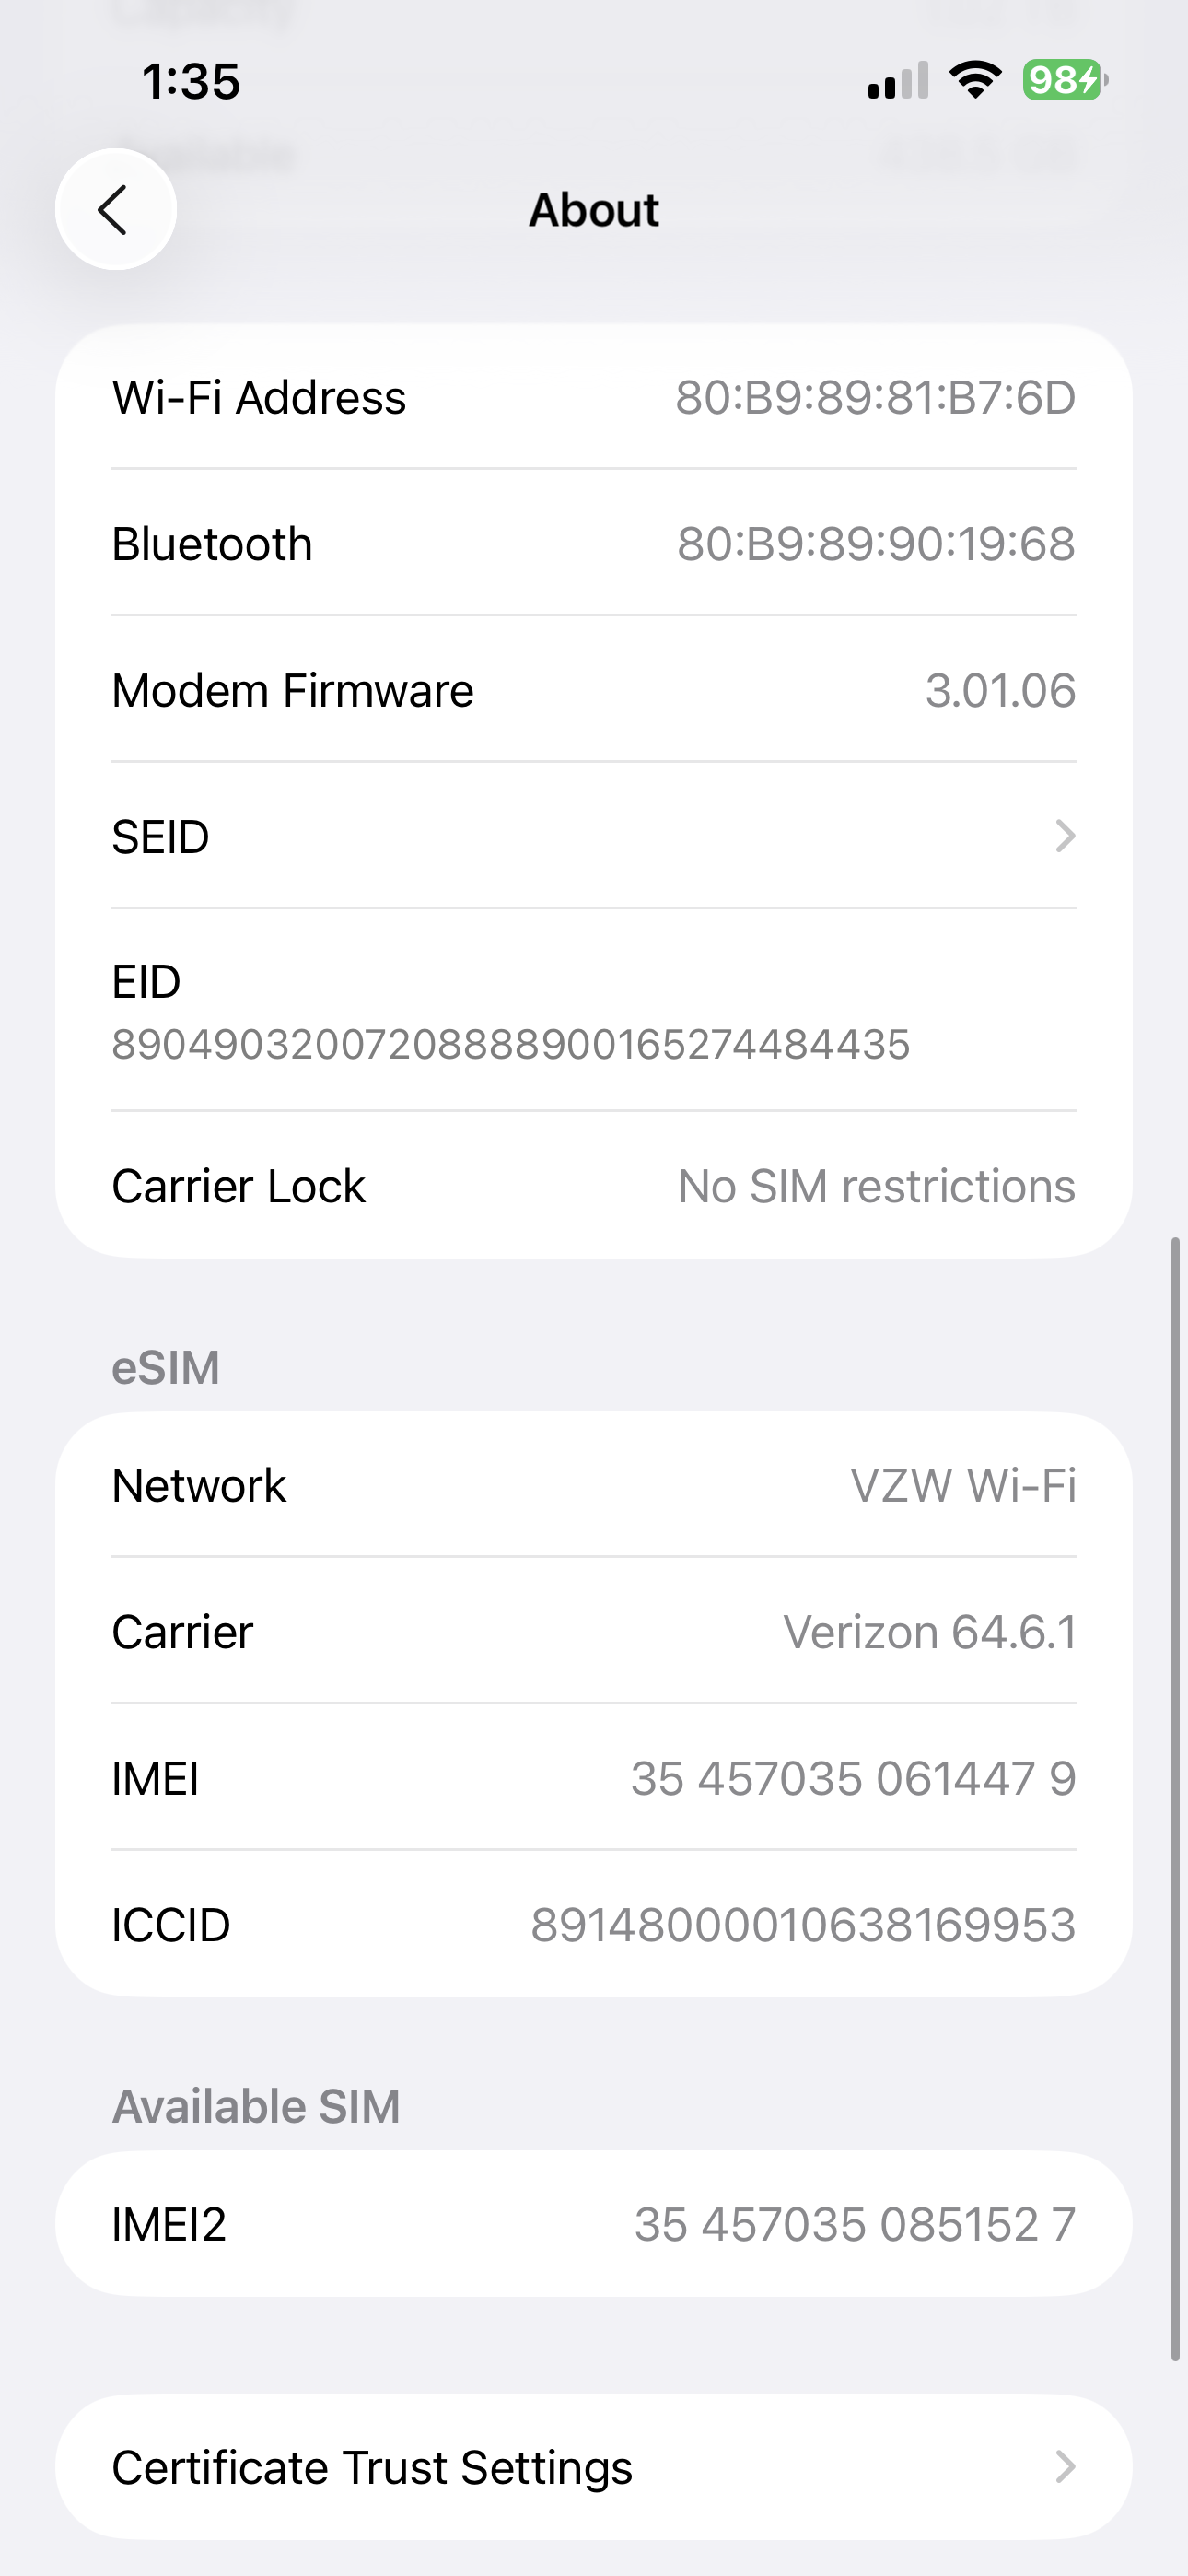 1:35
98
About
Wi-Fi Address 80:B9:89:81:B7:6D
Bluetooth 80:B9:89:90:19:68
Modem Firmware 3.01.06
SEID
EID
89049032007208888900165274484435
Carrier Lock No SIM restrictions
eSIM
Network VZW Wi-Fi
Carrier Verizon 64.6.1
IMEI 35 457035 061447 9
ICCID 89148000010638169953
Available SIM
IMEI2 35 457035 085152 7
Certificate Trust Settings